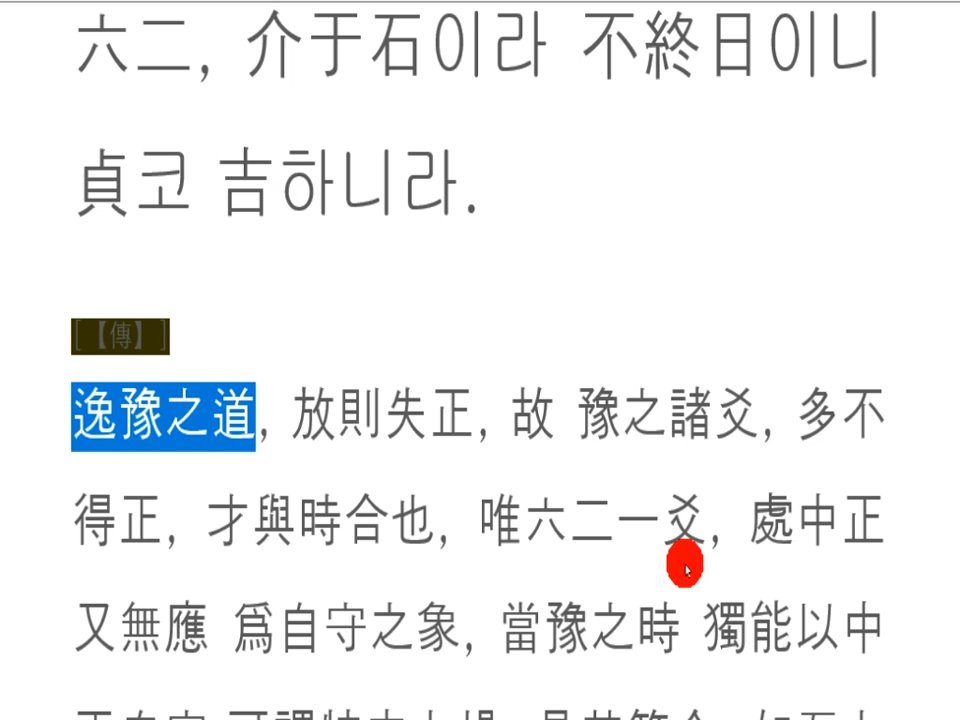 六二, 介于石이라 不終日이니
貞코 吉하니라.
[【傳】]
逸豫之道, 放則失正, 故 豫之諸爻, 多不
得正, 才與時合也, 唯六二一爻, 處中正
又無應 爲自守之象, 當豫之時 獨能以中